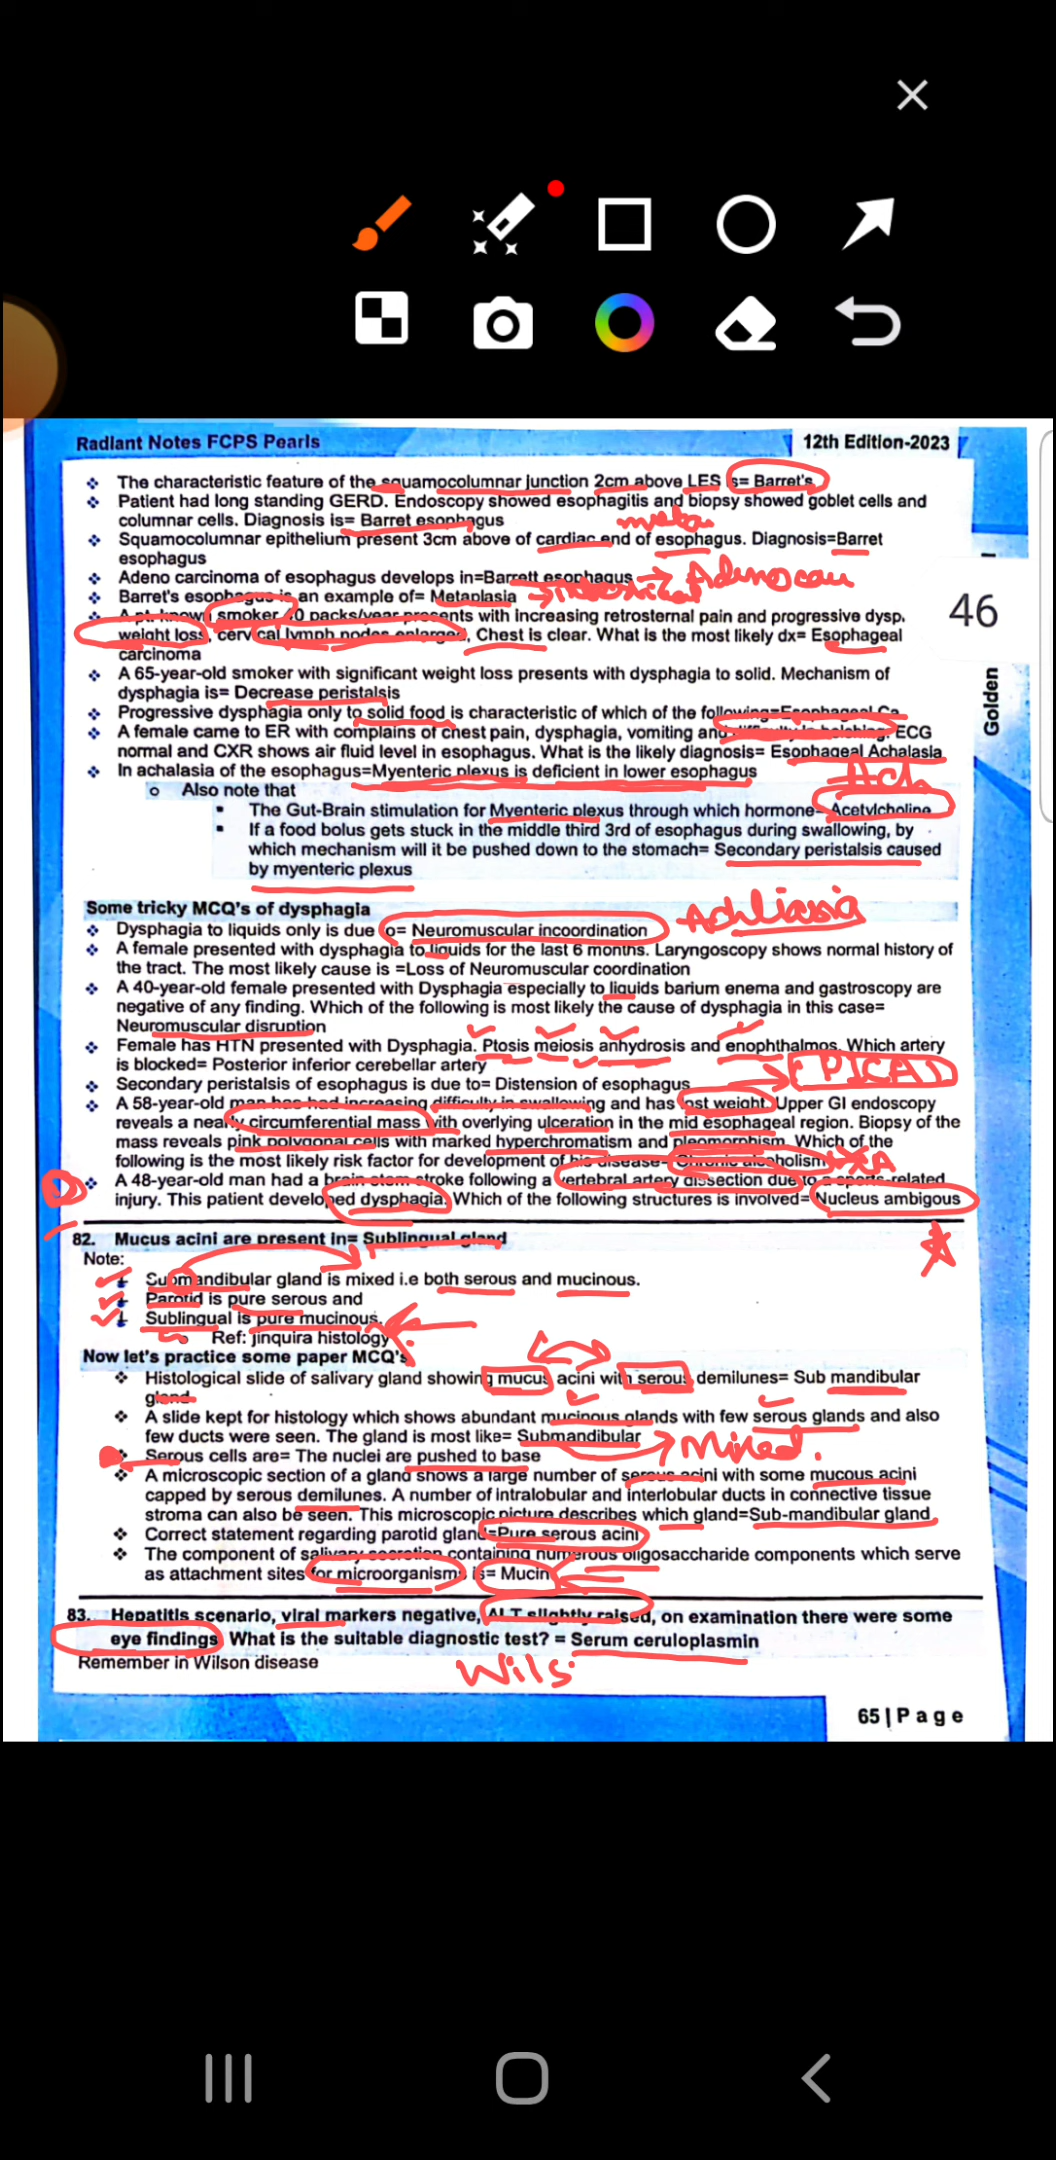 Radiant Notes FCPS Pearls
12th Edition-2023
The characteristic feature of the squamocolumnar junction 2cm above LES is= Barret's
Patient had long standing GERD. Endoscopy showed esophagitis and biopsy showed goblet cells and
columnar cells. Diagnosis is= Barret esophagus
Squamocolumnar epithelium present 3cm above of cardiac end of esophagus. Diagnosis=Barret
esophagus
Adeno carcinoma of esophagus develops in=Barrett esophagus
Barret's esophagus is an example of= Metaplasia
A pt. known smoker 40 packs/year presents with increasing retrosternal pain and progressive dysp.
weight loss, cervical lymph nodes enlarged, Chest is clear. What is the most likely dx= Esophageal
carcinoma
46
A 65-year-old smoker with significant weight loss presents with dysphagia to solid. Mechanism of
dysphagia is= Decrease peristalsis
Golden
Progressive dysphagia only to solid food is characteristic of which of the following=Esophageal Ca
A female came to ER with complains of chest pain, dysphagia, vomiting and difficulty in belching. ECG
normal and CXR shows air fluid level in esophagus. What is the likely diagnosis= Esophageal Achalasia
In achalasia of the esophagus=Myenteric plexus is deficient in lower esophagus
Ach
Also note that
The Gut-Brain stimulation for Myenteric plexus through which hormone= Acetylcholine
If a food bolus gets stuck in the middle third 3rd of esophagus during swallowing, by
which mechanism will it be pushed down to the stomach= Secondary peristalsis caused
by myenteric plexus
Some tricky MCQ's of dysphagia
Achliasia
Dysphagia to liquids only is due to= Neuromuscular incoordination
A female presented with dysphagia to liquids for the last 6 months. Laryngoscopy shows normal history of
the tract. The most likely cause is =Loss of Neuromuscular coordination
A 40-year-old female presented with Dysphagia especially to liquids barium enema and gastroscopy are
negative of any finding. Which of the following is most likely the cause of dysphagia in this case=
Neuromuscular disruption
Female has HTN presented with Dysphagia. Ptosis meiosis anhydrosis and enophthalmos. Which artery
is blocked= Posterior inferior cerebellar artery
Secondary peristalsis of esophagus is due to= Distension of esophagus
A 58-year-old man has had increasing difficulty in swallowing and has lost weight. Upper GI endoscopy
reveals a nearly circumferential mass with overlying ulceration in the mid esophageal region. Biopsy of the
mass reveals pink polygonal cells with marked hyperchromatism and pleomorphism. Which of the
following is the most likely risk factor for development of his disease= Chronic alcoholism
A 48-year-old man had a brain stem stroke following a vertebral artery dissection due to a sports-related
injury. This patient developed dysphagia. Which of the following structures is involved= Nucleus ambigous
82. Mucus acini are present in= Sublingual gland
Note:
Submandibular gland is mixed i.e both serous and mucinous.
Parotid is pure serous and
Sublingual is pure mucinous.
Ref: jinquira histology
Now let's practice some paper MCQ's
Histological slide of salivary gland showing mucus acini with serous demilunes= Sub mandibular
gland
A slide kept for histology which shows abundant mucinous glands with few serous glands and also
few ducts were seen. The gland is most like= Submandibular
Mixed.
Serous cells are= The nuclei are pushed to base
A microscopic section of a gland shows a large number of serous acini with some mucous acini
capped by serous demilunes. A number of intralobular and interlobular ducts in connective tissue
stroma can also be seen. This microscopic picture describes which gland=Sub-mandibular gland
Correct statement regarding parotid gland=Pure serous acini
The component of salivary secretion containing numerous oligosaccharide components which serve
as attachment sites for microorganisms is= Mucin
83. Hepatitis scenario, viral markers negative, ALT slightly raised, on examination there were some
eye findings. What is the suitable diagnostic test? = Serum ceruloplasmin
Remember in Wilson disease
Wils
65 | Page